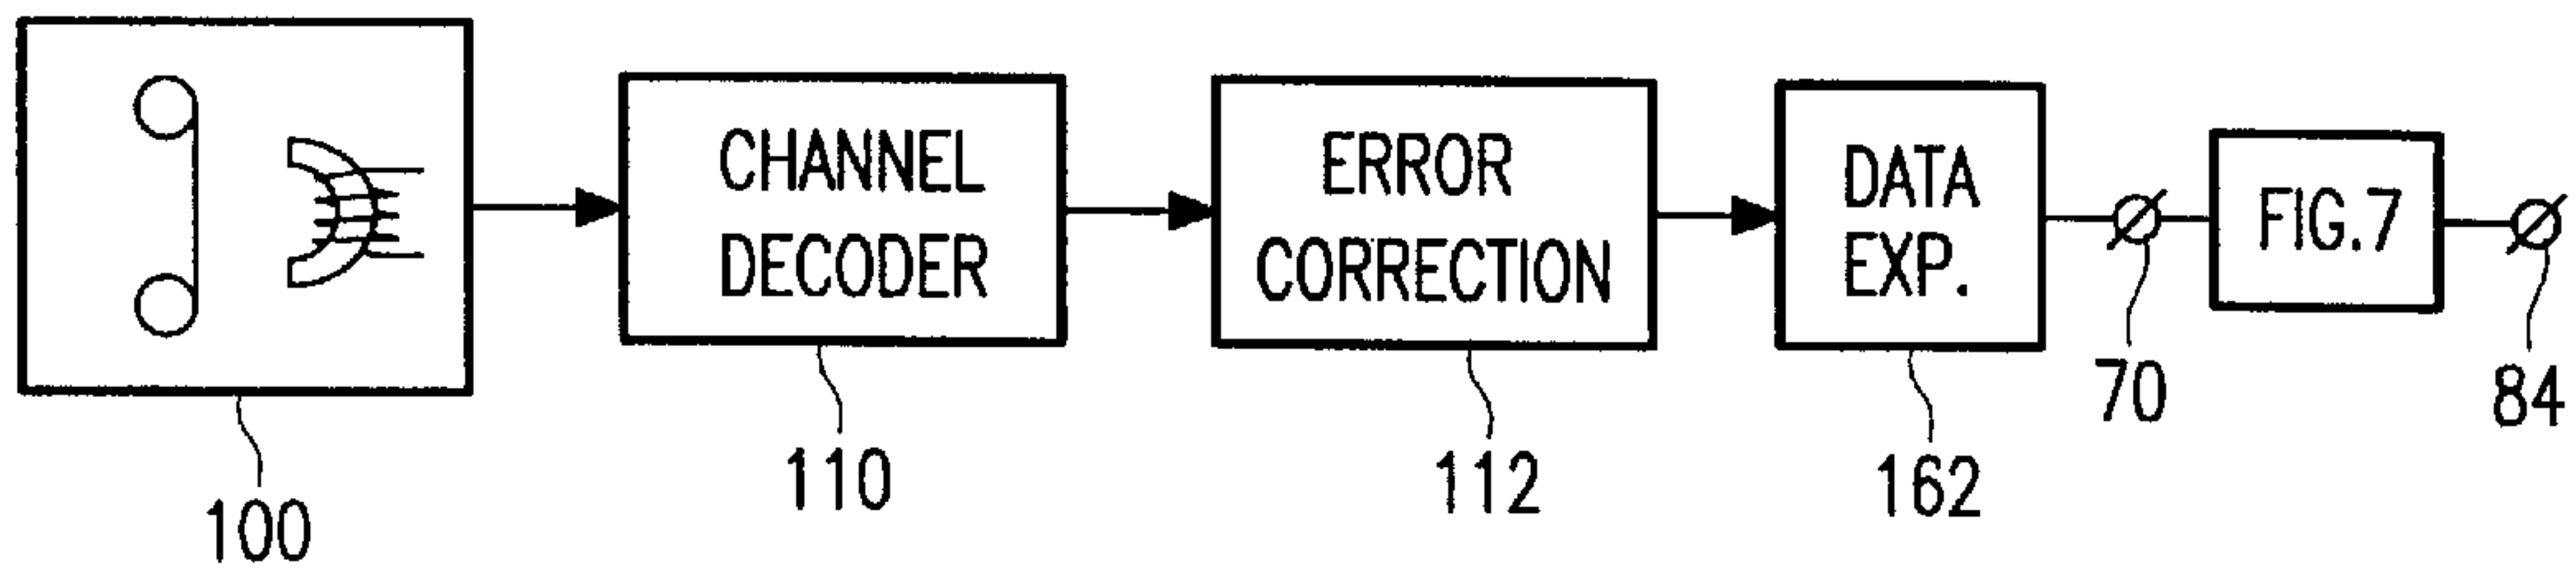 CHANNEL
DECODER
ERROR
CORRECTION
DATA
EXP.
FIG.7
100
110
112
162
70
84